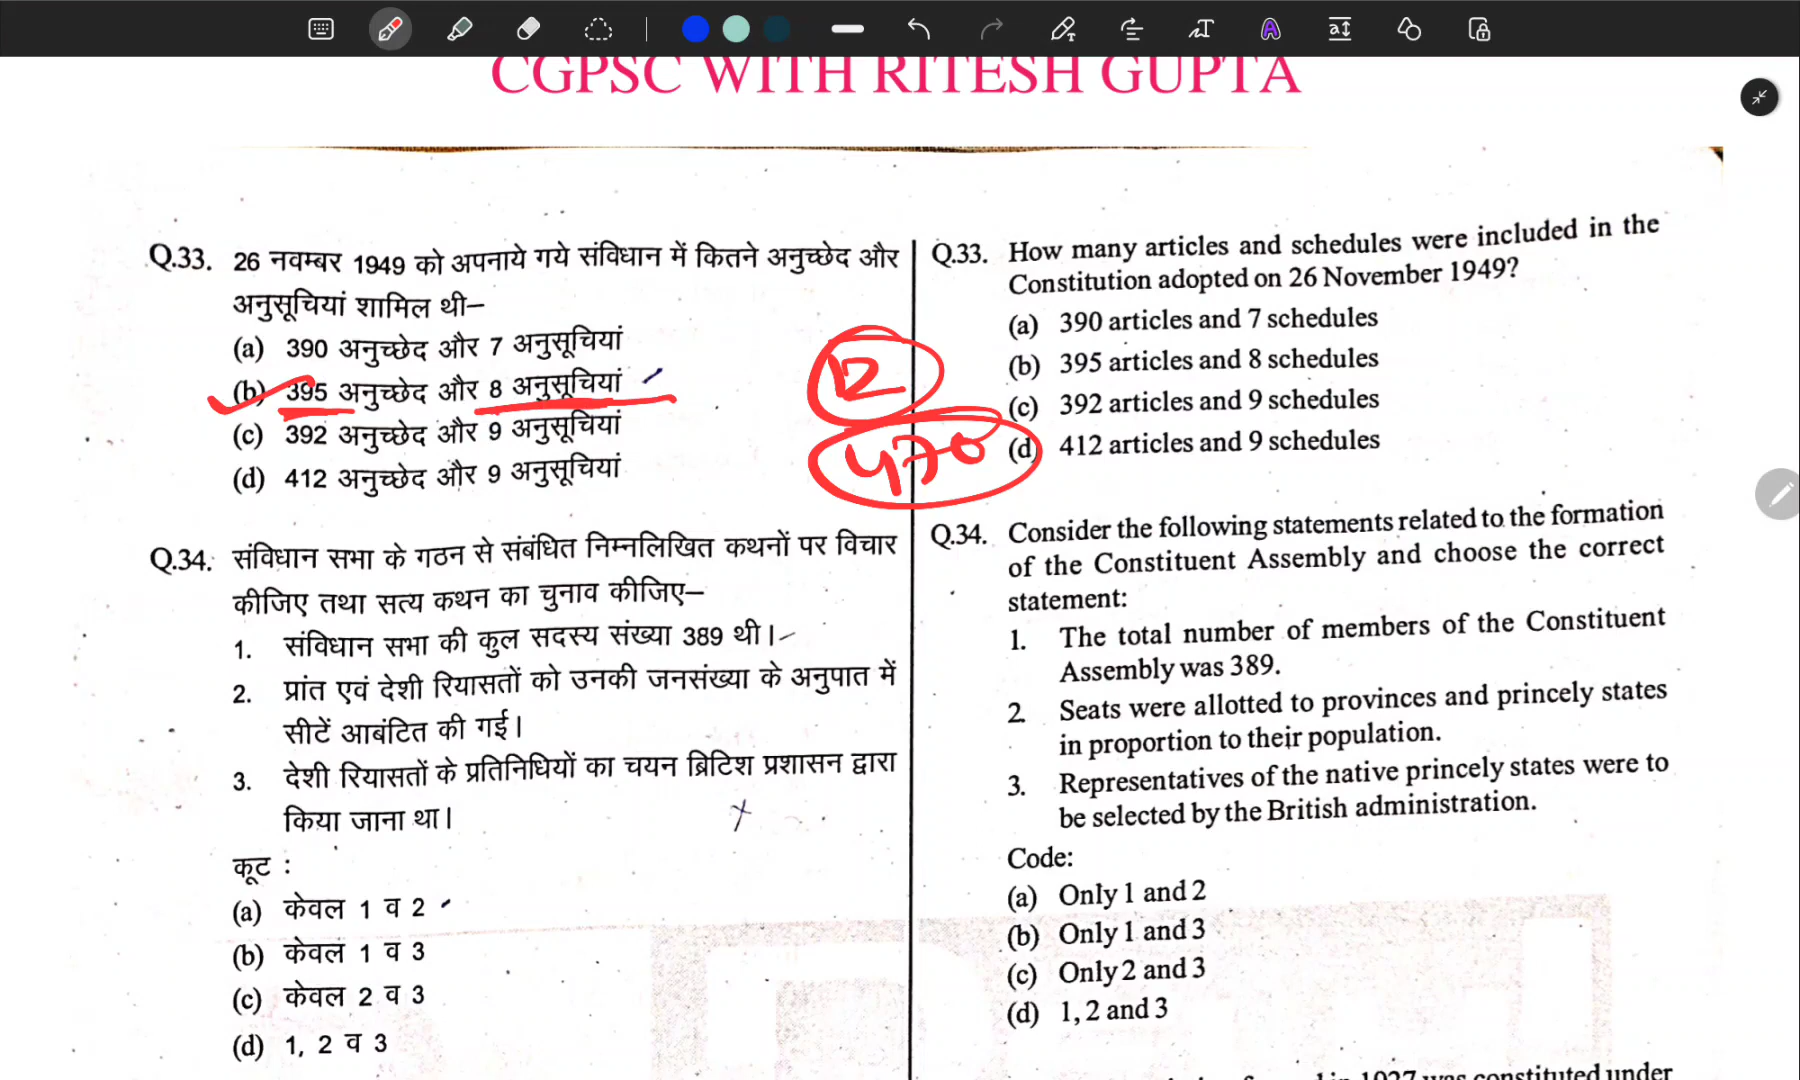 CGPSC WITH RITESH GUPTA
Q.33. 26 नवम्बर 1949 को अपनाये गये संविधान में कितने अनुच्छेद और
अनुसूचियां शामिल थी–
(a) 390 अनुच्छेद और 7 अनुसूचियां
(b) 395 अनुच्छेद और 8 अनुसूचियां
(c) 392 अनुच्छेद और 9 अनुसूचियां
(d) 412 अनुच्छेद और 9 अनुसूचियां
12
470
Q.34. संविधान सभा के गठन से संबंधित निम्नलिखित कथनों पर विचार
कीजिए तथा सत्य कथन का चुनाव कीजिए–
1. संविधान सभा की कुल सदस्य संख्या 389 थी।
2. प्रांत एवं देशी रियासतों को उनकी जनसंख्या के अनुपात में
सीटें आबंटित की गई।
3. देशी रियासतों के प्रतिनिधियों का चयन ब्रिटिश प्रशासन द्वारा
किया जाना था।
कूट :
(a) केवल 1 व 2
(b) केवल 1 व 3
(c) केवल 2 व 3
(d) 1, 2 व 3
Q.33. How many articles and schedules were included in the
Constitution adopted on 26 November 1949?
(a) 390 articles and 7 schedules
(b) 395 articles and 8 schedules
(c) 392 articles and 9 schedules
(d) 412 articles and 9 schedules
Q.34. Consider the following statements related to the formation
of the Constituent Assembly and choose the correct
statement:
1. The total number of members of the Constituent
Assembly was 389.
2. Seats were allotted to provinces and princely states
in proportion to their population.
3. Representatives of the native princely states were to
be selected by the British administration.
Code:
(a) Only 1 and 2
(b) Only 1 and 3
(c) Only 2 and 3
(d) 1, 2 and 3
in 1927 was constituted under